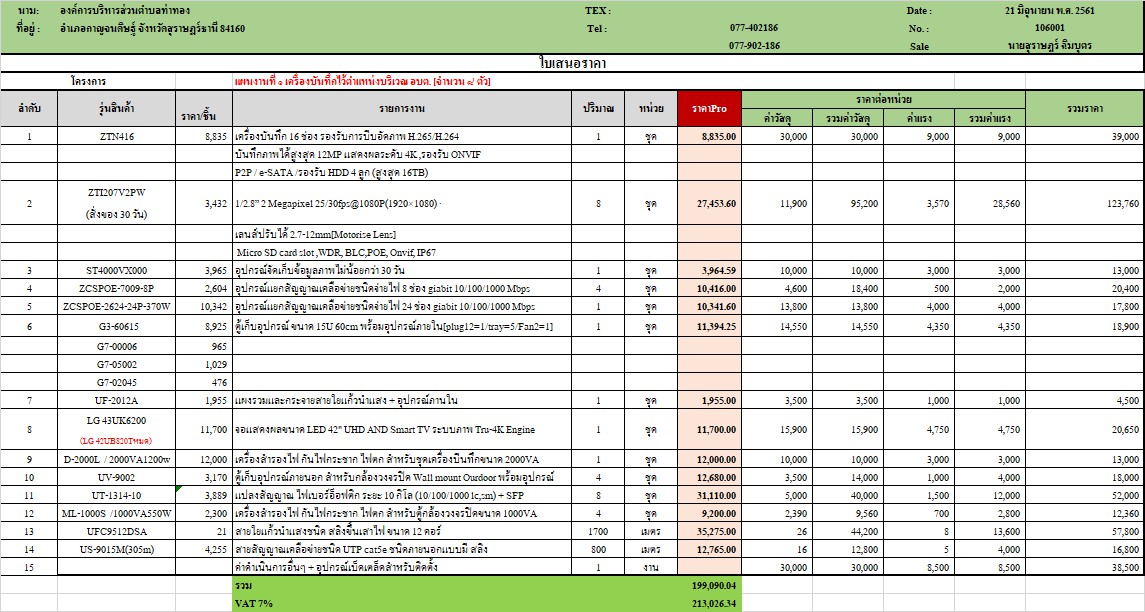 นาม: องค์การบริหารส่วนตำบลท่าทอง TEX : Date : 21 มิถุนายน พ.ศ. 2561
ที่อยู่ : อำเภอกาญจนดิษฐ์ จังหวัดสุราษฎร์ธานี 84160 Tel : 077-402186 No. : 106001
077-902-186 Sale นายสุราษฎร์ ฉิมบุตร
ใบเสนอราคา
โครงการ แผนงานที่ ๑ เครื่องบันทึกไว้ตำแหน่งบริเวณ อบต. [จำนวน ๘ ตัว]
ลำดับ รุ่นสินค้า ราคา/ชิ้น รายการงาน ปริมาณ หน่วย ราคาPro ราคาต่อหน่วย รวมราคา
ค่าวัสดุ รวมค่าวัสดุ ค่าแรง รวมค่าแรง
1 ZTN416 8,835 เครื่องบันทึก 16 ช่อง รองรับการบีบอัดภาพ H.265/H.264 1 ชุด 8,835.00 30,000 30,000 9,000 9,000 39,000
บันทึกภาพได้สูงสุด 12MP แสดงผลระดับ 4K ,รองรับ ONVIF
P2P / e-SATA /รองรับ HDD 4 ลูก (สูงสุด 16TB)
2 ZTI207V2PW (สั่งของ 30 วัน) 3,432 1/2.8" 2 Megapixel 25/30fps@1080P(1920×1080) · 8 ชุด 27,453.60 11,900 95,200 3,570 28,560 123,760
เลนส์ปรับได้ 2.7-12mm[Motorise Lens]
Micro SD card slot ,WDR, BLC,POE, Onvif, IP67
3 ST4000VX000 3,965 อุปกรณ์จัดเก็บข้อมูลภาพไม่น้อยกว่า 30 วัน 1 ชุด 3,964.59 10,000 10,000 3,000 3,000 13,000
4 ZCSPOE-7009-8P 2,604 อุปกรณ์แยกสัญญาณเคลือข่ายชนิดจ่ายไฟ 8 ช่อง giabit 10/100/1000 Mbps 4 ชุด 10,416.00 4,600 18,400 500 2,000 20,400
5 ZCSPOE-2624-24P-370W 10,342 อุปกรณ์แยกสัญญาณเคลือข่ายชนิดจ่ายไฟ 24 ช่อง giabit 10/100/1000 Mbps 1 ชุด 10,341.60 13,800 13,800 4,000 4,000 17,800
6 G3-60615 8,925 ตู้เก็บอุปกรณ์ ขนาด 15U 60cm พร้อมอุปกรณ์ภายใน[plug12=1/tray=5/Fan2=1] 1 ชุด 11,394.25 14,550 14,550 4,350 4,350 18,900
G7-00006 965
G7-05002 1,029
G7-02045 476
7 UF-2012A 1,955 แผงรวมและกระจายสายใยแก้วนำแสง + อุปกรณ์ภานใน 1 ชุด 1,955.00 3,500 3,500 1,000 1,000 4,500
8 LG 43UK6200 (LG 42UB820Tหมด) 11,700 จอแสดงผลขนาด LED 42" UHD AND Smart TV ระบบภาพ Tru-4K Engine 1 ชุด 11,700.00 15,900 15,900 4,750 4,750 20,650
9 D-2000L / 2000VA1200w 12,000 เครื่องสำรองไฟ กันไฟกระชาก ไฟตก สำหรับชุดเครื่องบินทึกขนาด 2000VA 1 ชุด 12,000.00 10,000 10,000 3,000 3,000 13,000
10 UV-9002 3,170 ตู้เก็บอุปกรณ์ภายนอก สำหรับกล้องวงจรปิด Wall mount Ourdoor พร้อมอุปกรณ์ 4 ชุด 12,680.00 3,500 14,000 1,000 4,000 18,000
11 UT-1314-10 3,889 แปลงสัญญาณ ไฟเบอร์อ็อฟติก ระยะ 10 กิโล (10/100/1000 lc,sm) + SFP 8 ชุด 31,110.00 5,000 40,000 1,500 12,000 52,000
12 ML-1000S /1000VA550W 2,300 เครื่องสำรองไฟ กันไฟกระชาก ไฟตก สำหรับตู้กล้องวงจรปิดขนาด 1000VA 4 ชุด 9,200.00 2,390 9,560 700 2,800 12,360
13 UFC9512DSA 21 สายใยแก้วนำแสงชนิด สลิงขึ้นเสาไฟ ขนาด 12 คอร์ 1700 เมตร 35,275.00 26 44,200 8 13,600 57,800
14 US-9015M(305m) 4,255 สายสัญญาณเคลือข่ายชนิด UTP cat5e ชนิดภายนอกแบบมี สลิง 800 เมตร 12,765.00 16 12,800 5 4,000 16,800
15 ค่าดำเนินการอื่นๆ + อุปกรณ์เบ็ดเคล็ดสำหรับติดตั้ง 1 งาน 30,000 30,000 8,500 8,500 38,500
รวม 199,090.04
VAT 7% 213,026.34